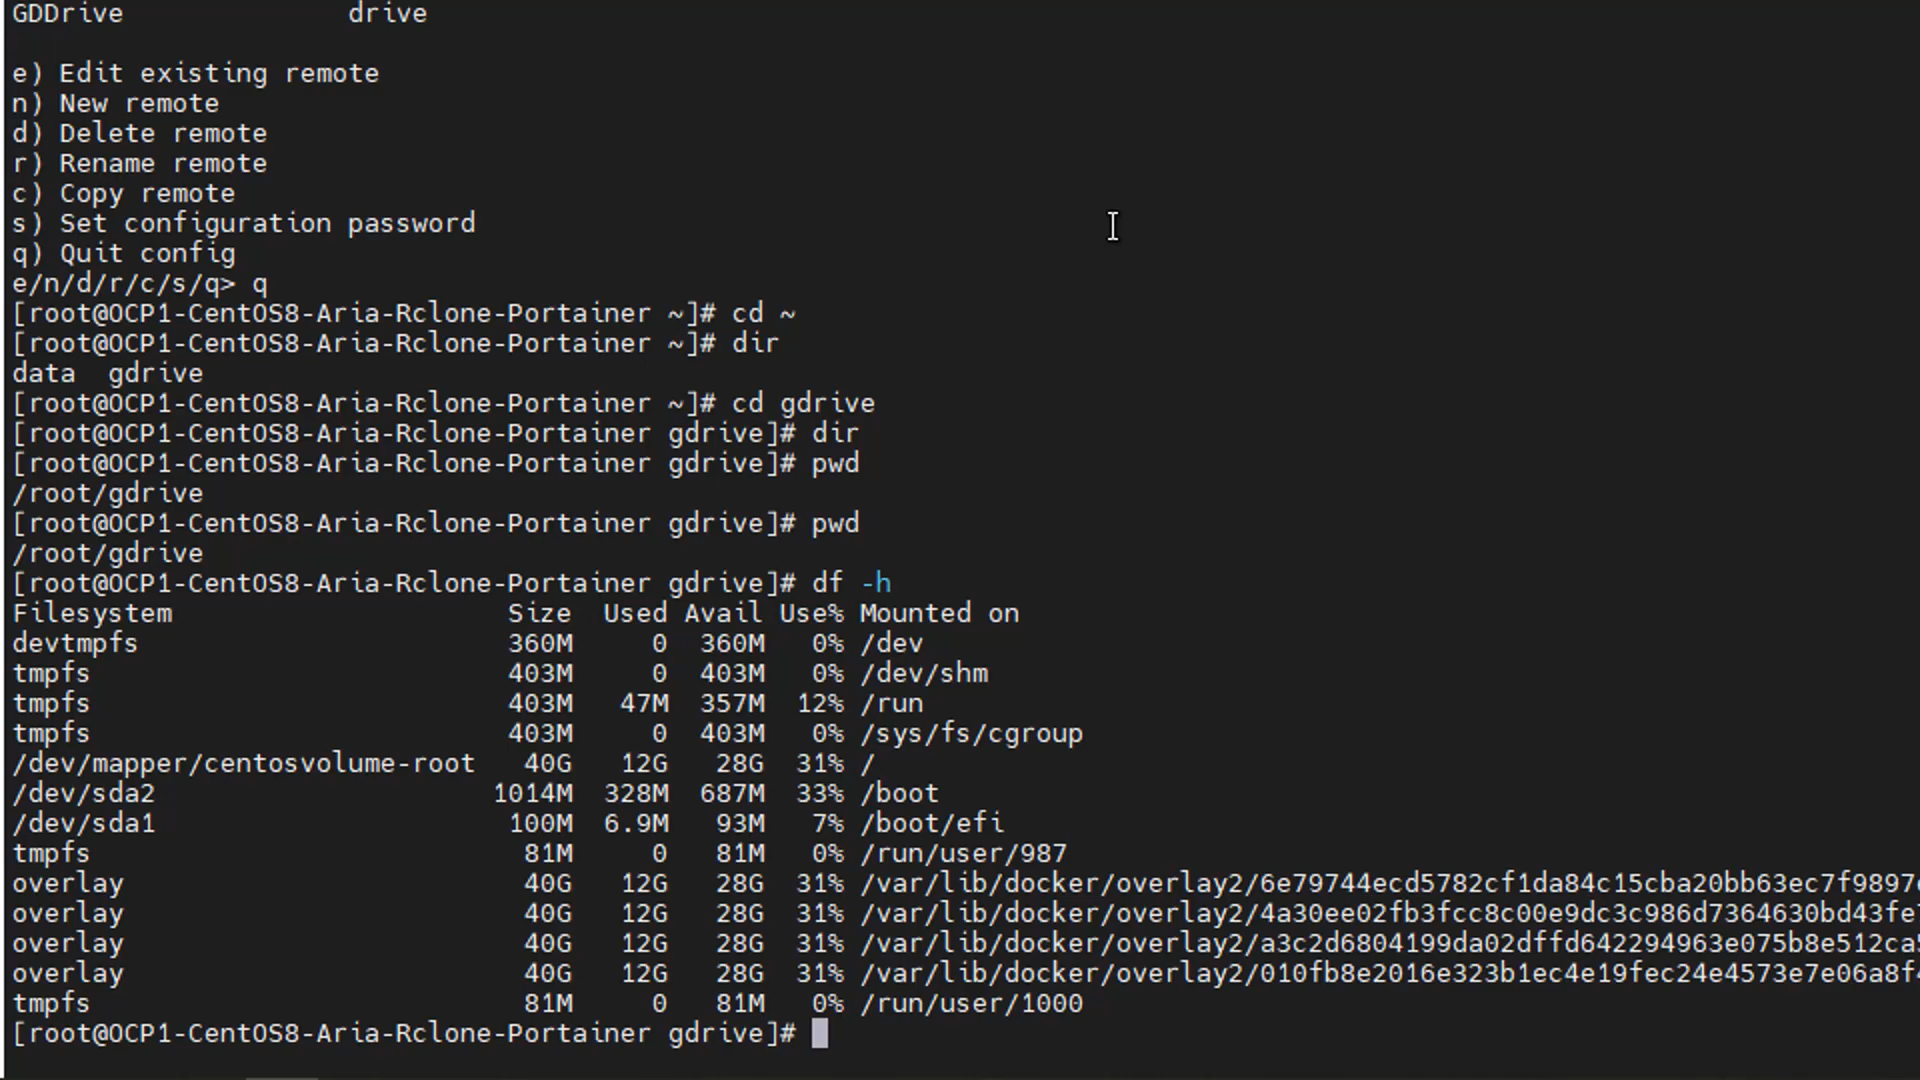 GDDrive              drive
e) Edit existing remote
n) New remote
d) Delete remote
r) Rename remote
c) Copy remote
s) Set configuration password
q) Quit config
e/n/d/r/c/s/q> q
[root@OCP1-CentOS8-Aria-Rclone-Portainer ~]# cd ~
[root@OCP1-CentOS8-Aria-Rclone-Portainer ~]# dir
data  gdrive
[root@OCP1-CentOS8-Aria-Rclone-Portainer ~]# cd gdrive
[root@OCP1-CentOS8-Aria-Rclone-Portainer gdrive]# dir
[root@OCP1-CentOS8-Aria-Rclone-Portainer gdrive]# pwd
/root/gdrive
[root@OCP1-CentOS8-Aria-Rclone-Portainer gdrive]# pwd
/root/gdrive
[root@OCP1-CentOS8-Aria-Rclone-Portainer gdrive]# df -h
Filesystem                     Size  Used Avail Use% Mounted on
devtmpfs                       360M     0  360M   0% /dev
tmpfs                          403M     0  403M   0% /dev/shm
tmpfs                          403M   47M  357M  12% /run
tmpfs                          403M     0  403M   0% /sys/fs/cgroup
/dev/mapper/centosvolume-root   40G   12G   28G  31% /
/dev/sda2                     1014M  328M  687M  33% /boot
/dev/sda1                      100M  6.9M   93M   7% /boot/efi
tmpfs                           81M     0   81M   0% /run/user/987
overlay                         40G   12G   28G  31% /var/lib/docker/overlay2/6e79744ecd5782cf1da84c15cba20bb63ec7f9897
overlay                         40G   12G   28G  31% /var/lib/docker/overlay2/4a30ee02fb3fcc8c00e9dc3c986d7364630bd43fe
overlay                         40G   12G   28G  31% /var/lib/docker/overlay2/a3c2d6804199da02dffd642294963e075b8e512ca
overlay                         40G   12G   28G  31% /var/lib/docker/overlay2/010fb8e2016e323b1ec4e19fec24e4573e7e06a8f
tmpfs                           81M     0   81M   0% /run/user/1000
[root@OCP1-CentOS8-Aria-Rclone-Portainer gdrive]#